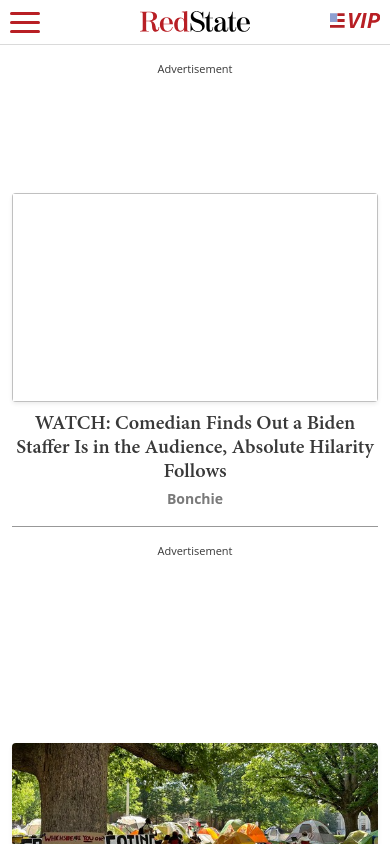 RedState
VIP
Advertisement
WATCH: Comedian Finds Out a Biden
Staffer Is in the Audience, Absolute Hilarity
Follows
Bonchie
Advertisement